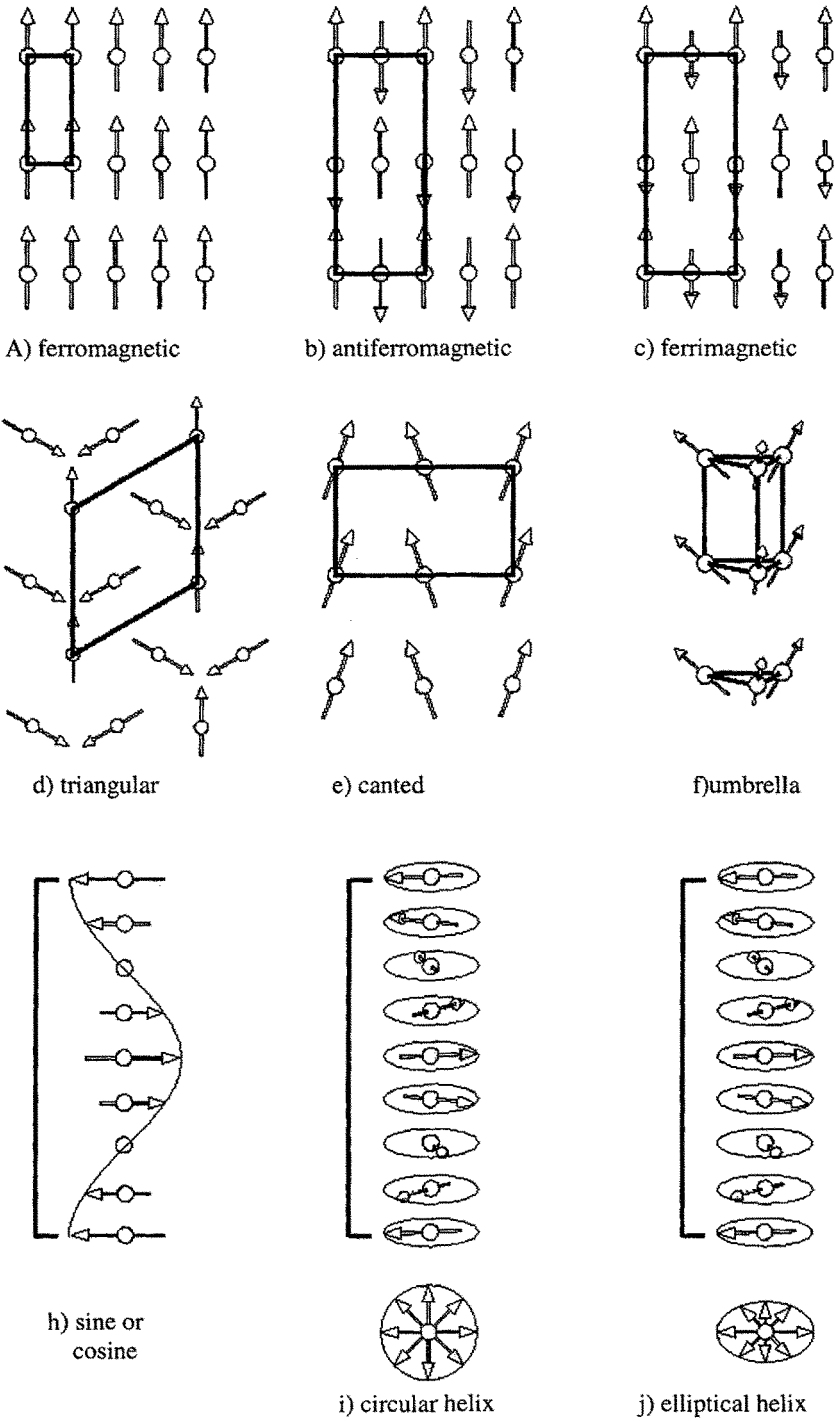 A) ferromagnetic
b) antiferromagnetic
c) ferrimagnetic
d) triangular
e) canted
f)umbrella
h) sine or
cosine
i) circular helix
j) elliptical helix